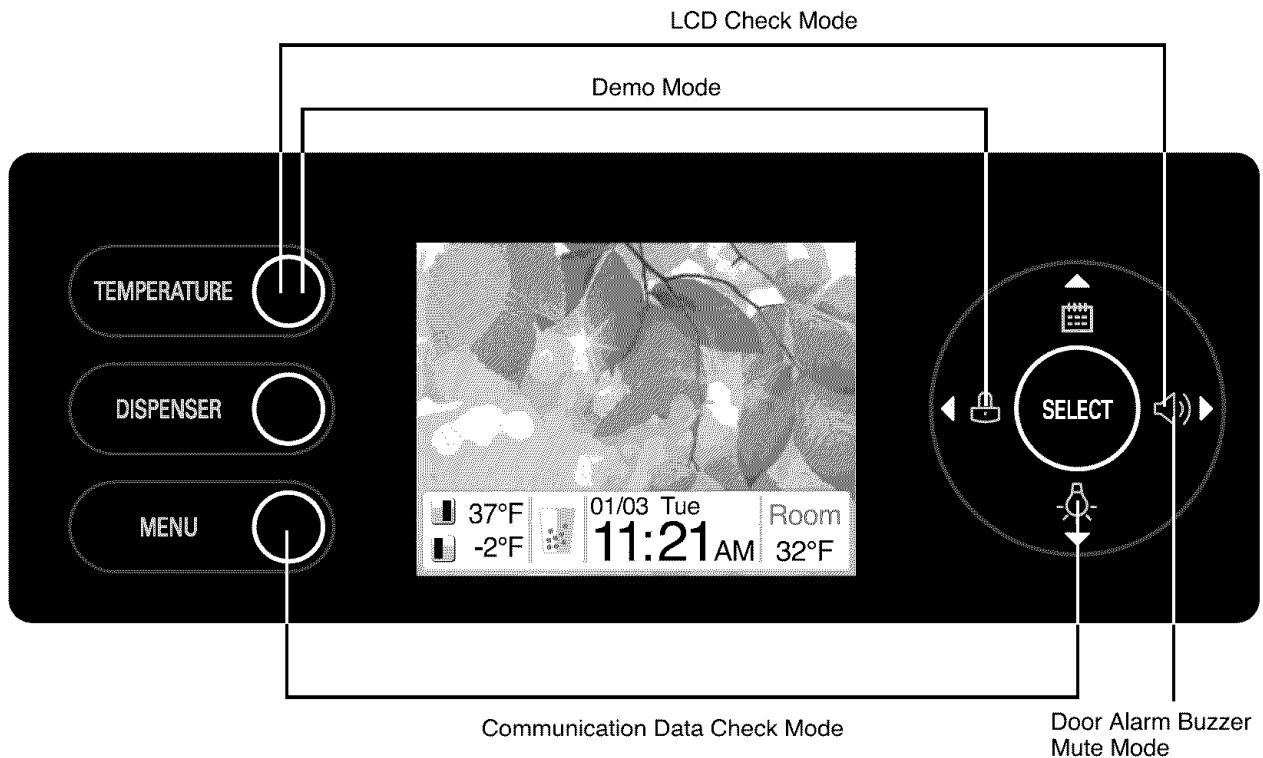 LCD Check Mode
Demo Mode
TEMPERATURE
DISPENSER
MENU
37°F
-2°F
01/03 Tue
11:21AM
Room
32°F
SELECT
Communication Data Check Mode
Door Alarm Buzzer
Mute Mode